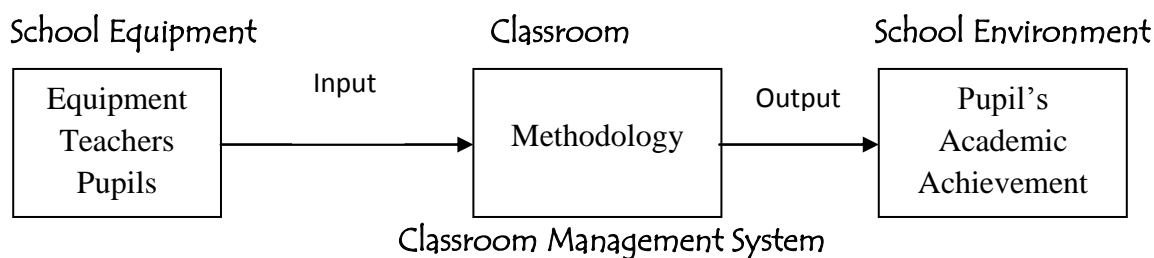 School Equipment
Classroom
School Environment
Equipment
Teachers
Pupils
Input
Methodology
Output
Pupil’s
Academic
Achievement
Classroom Management System